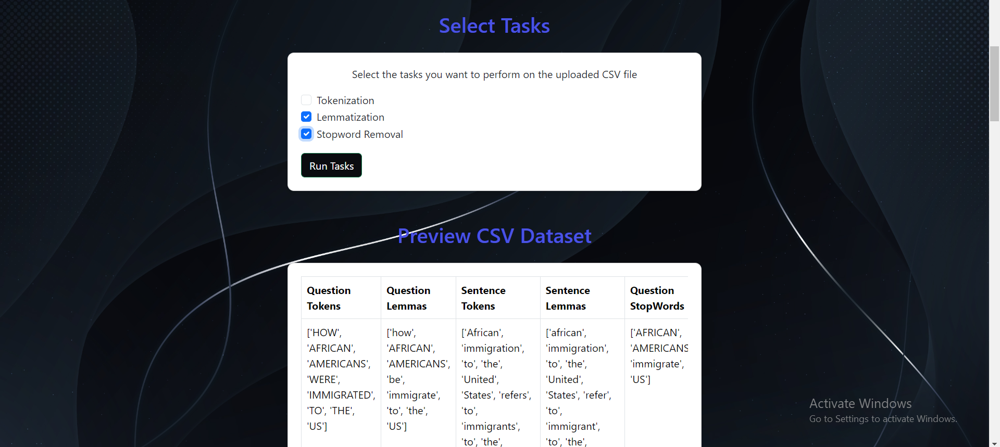 Select Tasks
Select the tasks you want to perform on the uploaded CSV file
Tokenization
Lemmatization
Stopword Removal
Run Tasks
Preview CSV Dataset
Question Tokens
Question Lemmas
Sentence Tokens
Sentence Lemmas
Question StopWords
['HOW',
'AFRICAN',
'AMERICANS',
'WERE',
'IMMIGRATED',
'TO', 'THE',
'US']
['how',
'AFRICAN',
'AMERICANS',
'be',
'immigrate',
'to', 'the',
'US']
['African',
'immigration',
'to', 'the',
'United',
'States', 'refers',
'to',
'immigrants',
'to', 'the',
['african',
'immigration',
'to', 'the',
'United',
'States', 'refer',
'to',
'immigrant',
'to', 'the',
['AFRICAN',
'AMERICANS
'immigrate',
'US']
Activate Windows
Go to Settings to activate Windows.